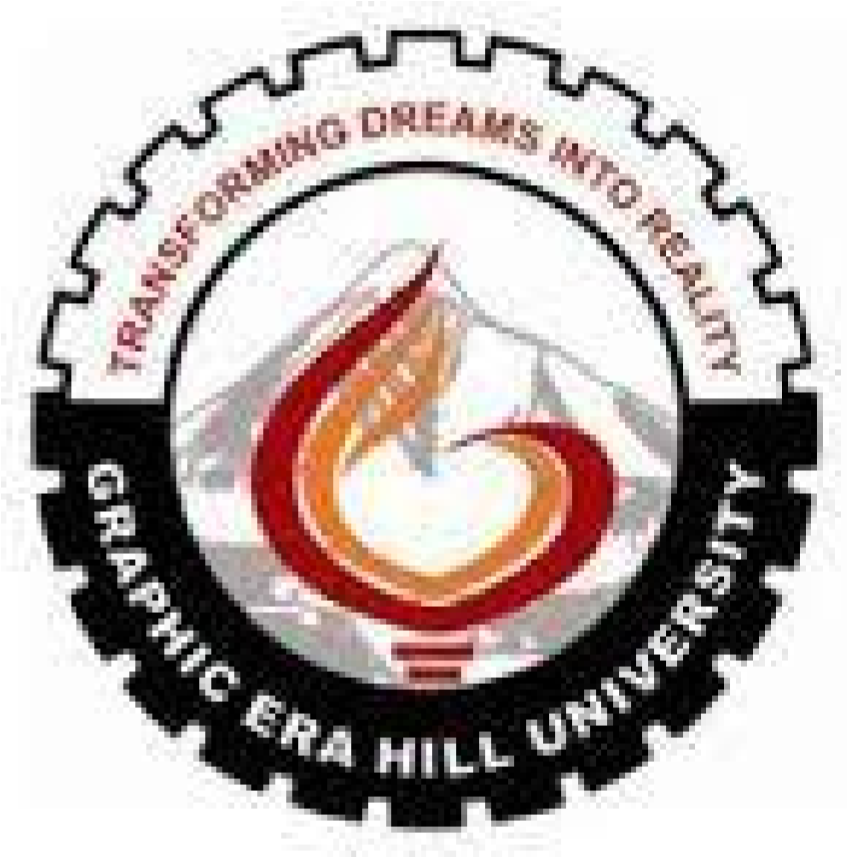 TRANSFORMING DREAMS INTO REALITY
GRAPHIC ERA HILL UNIVERSITY